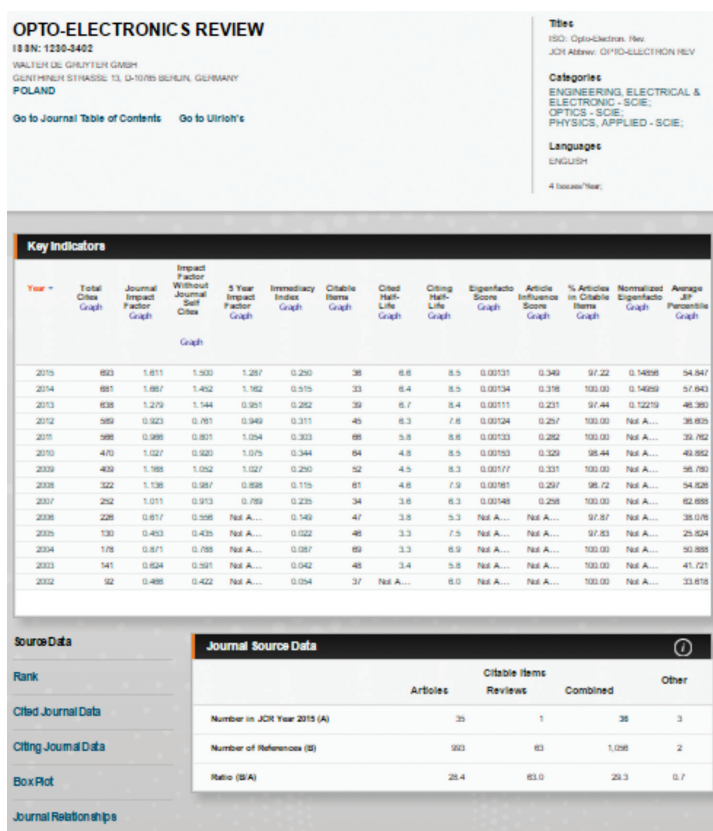 OPTO-ELECTRONICS REVIEW
ISSN: 1230-3402
WALTER DE GRUYTER GMBH
GENTHINER STRASSE 13, D-10785 BERLIN, GERMANY
POLAND
Go to Journal Table of Contents Go to Ulrich's
Titles
ISO: Opto-Electron. Rev.
JCR Abbrev: OPTO-ELECTRON REV
Categories
ENGINEERING, ELECTRICAL &
ELECTRONIC - SCIE;
OPTICS - SCIE;
PHYSICS, APPLIED - SCIE;
Languages
ENGLISH
4 Issues/Year;
Key Indicators
Year Total Cites Graph Journal Impact Factor Graph Impact Factor Without Journal Self Cites Graph 5 Year Impact Factor Graph Immediacy Index Graph Citable Items Graph Cited Half-Life Graph Citing Half-Life Graph Eigenfacto Score Graph Article Influence Score Graph % Articles in Citable Items Graph Normalized Eigenfacto Graph Average JIF Percentile Graph
2015 693 1.611 1.500 1.287 0.250 36 6.6 8.5 0.00131 0.349 97.22 0.14856 54.847
2014 681 1.667 1.452 1.162 0.515 33 6.4 8.5 0.00134 0.316 100.00 0.14959 57.643
2013 638 1.279 1.144 0.951 0.282 39 6.7 8.4 0.00111 0.231 97.44 0.12219 46.360
2012 589 0.923 0.761 0.949 0.311 45 6.3 7.6 0.00124 0.257 100.00 Not A... 36.605
2011 566 0.966 0.801 1.054 0.303 66 5.8 8.6 0.00133 0.282 100.00 Not A... 39.762
2010 470 1.027 0.920 1.075 0.344 64 4.8 8.5 0.00153 0.329 98.44 Not A... 49.882
2009 409 1.168 1.052 1.027 0.250 52 4.5 8.3 0.00177 0.331 100.00 Not A... 56.780
2008 322 1.136 0.987 0.898 0.115 61 4.6 7.9 0.00161 0.297 96.72 Not A... 54.826
2007 252 1.011 0.913 0.789 0.235 34 3.6 6.3 0.00148 0.258 100.00 Not A... 62.688
2006 226 0.617 0.556 Not A... 0.149 47 3.8 5.3 Not A... Not A... 97.87 Not A... 38.076
2005 130 0.453 0.435 Not A... 0.022 46 3.3 7.5 Not A... Not A... 97.83 Not A... 25.824
2004 178 0.871 0.788 Not A... 0.087 69 3.3 6.9 Not A... Not A... 100.00 Not A... 50.888
2003 141 0.624 0.591 Not A... 0.042 48 3.4 5.8 Not A... Not A... 100.00 Not A... 41.721
2002 92 0.466 0.422 Not A... 0.054 37 Not A... 6.0 Not A... Not A... 100.00 Not A... 33.618
Source Data
Rank
Cited Journal Data
Citing Journal Data
Box Plot
Journal Relationships
Journal Source Data i
Citable Items
Articles Reviews Combined Other
Number in JCR Year 2015 (A) 35 1 36 3
Number of References (B) 993 63 1,056 2
Ratio (B/A) 28.4 63.0 29.3 0.7